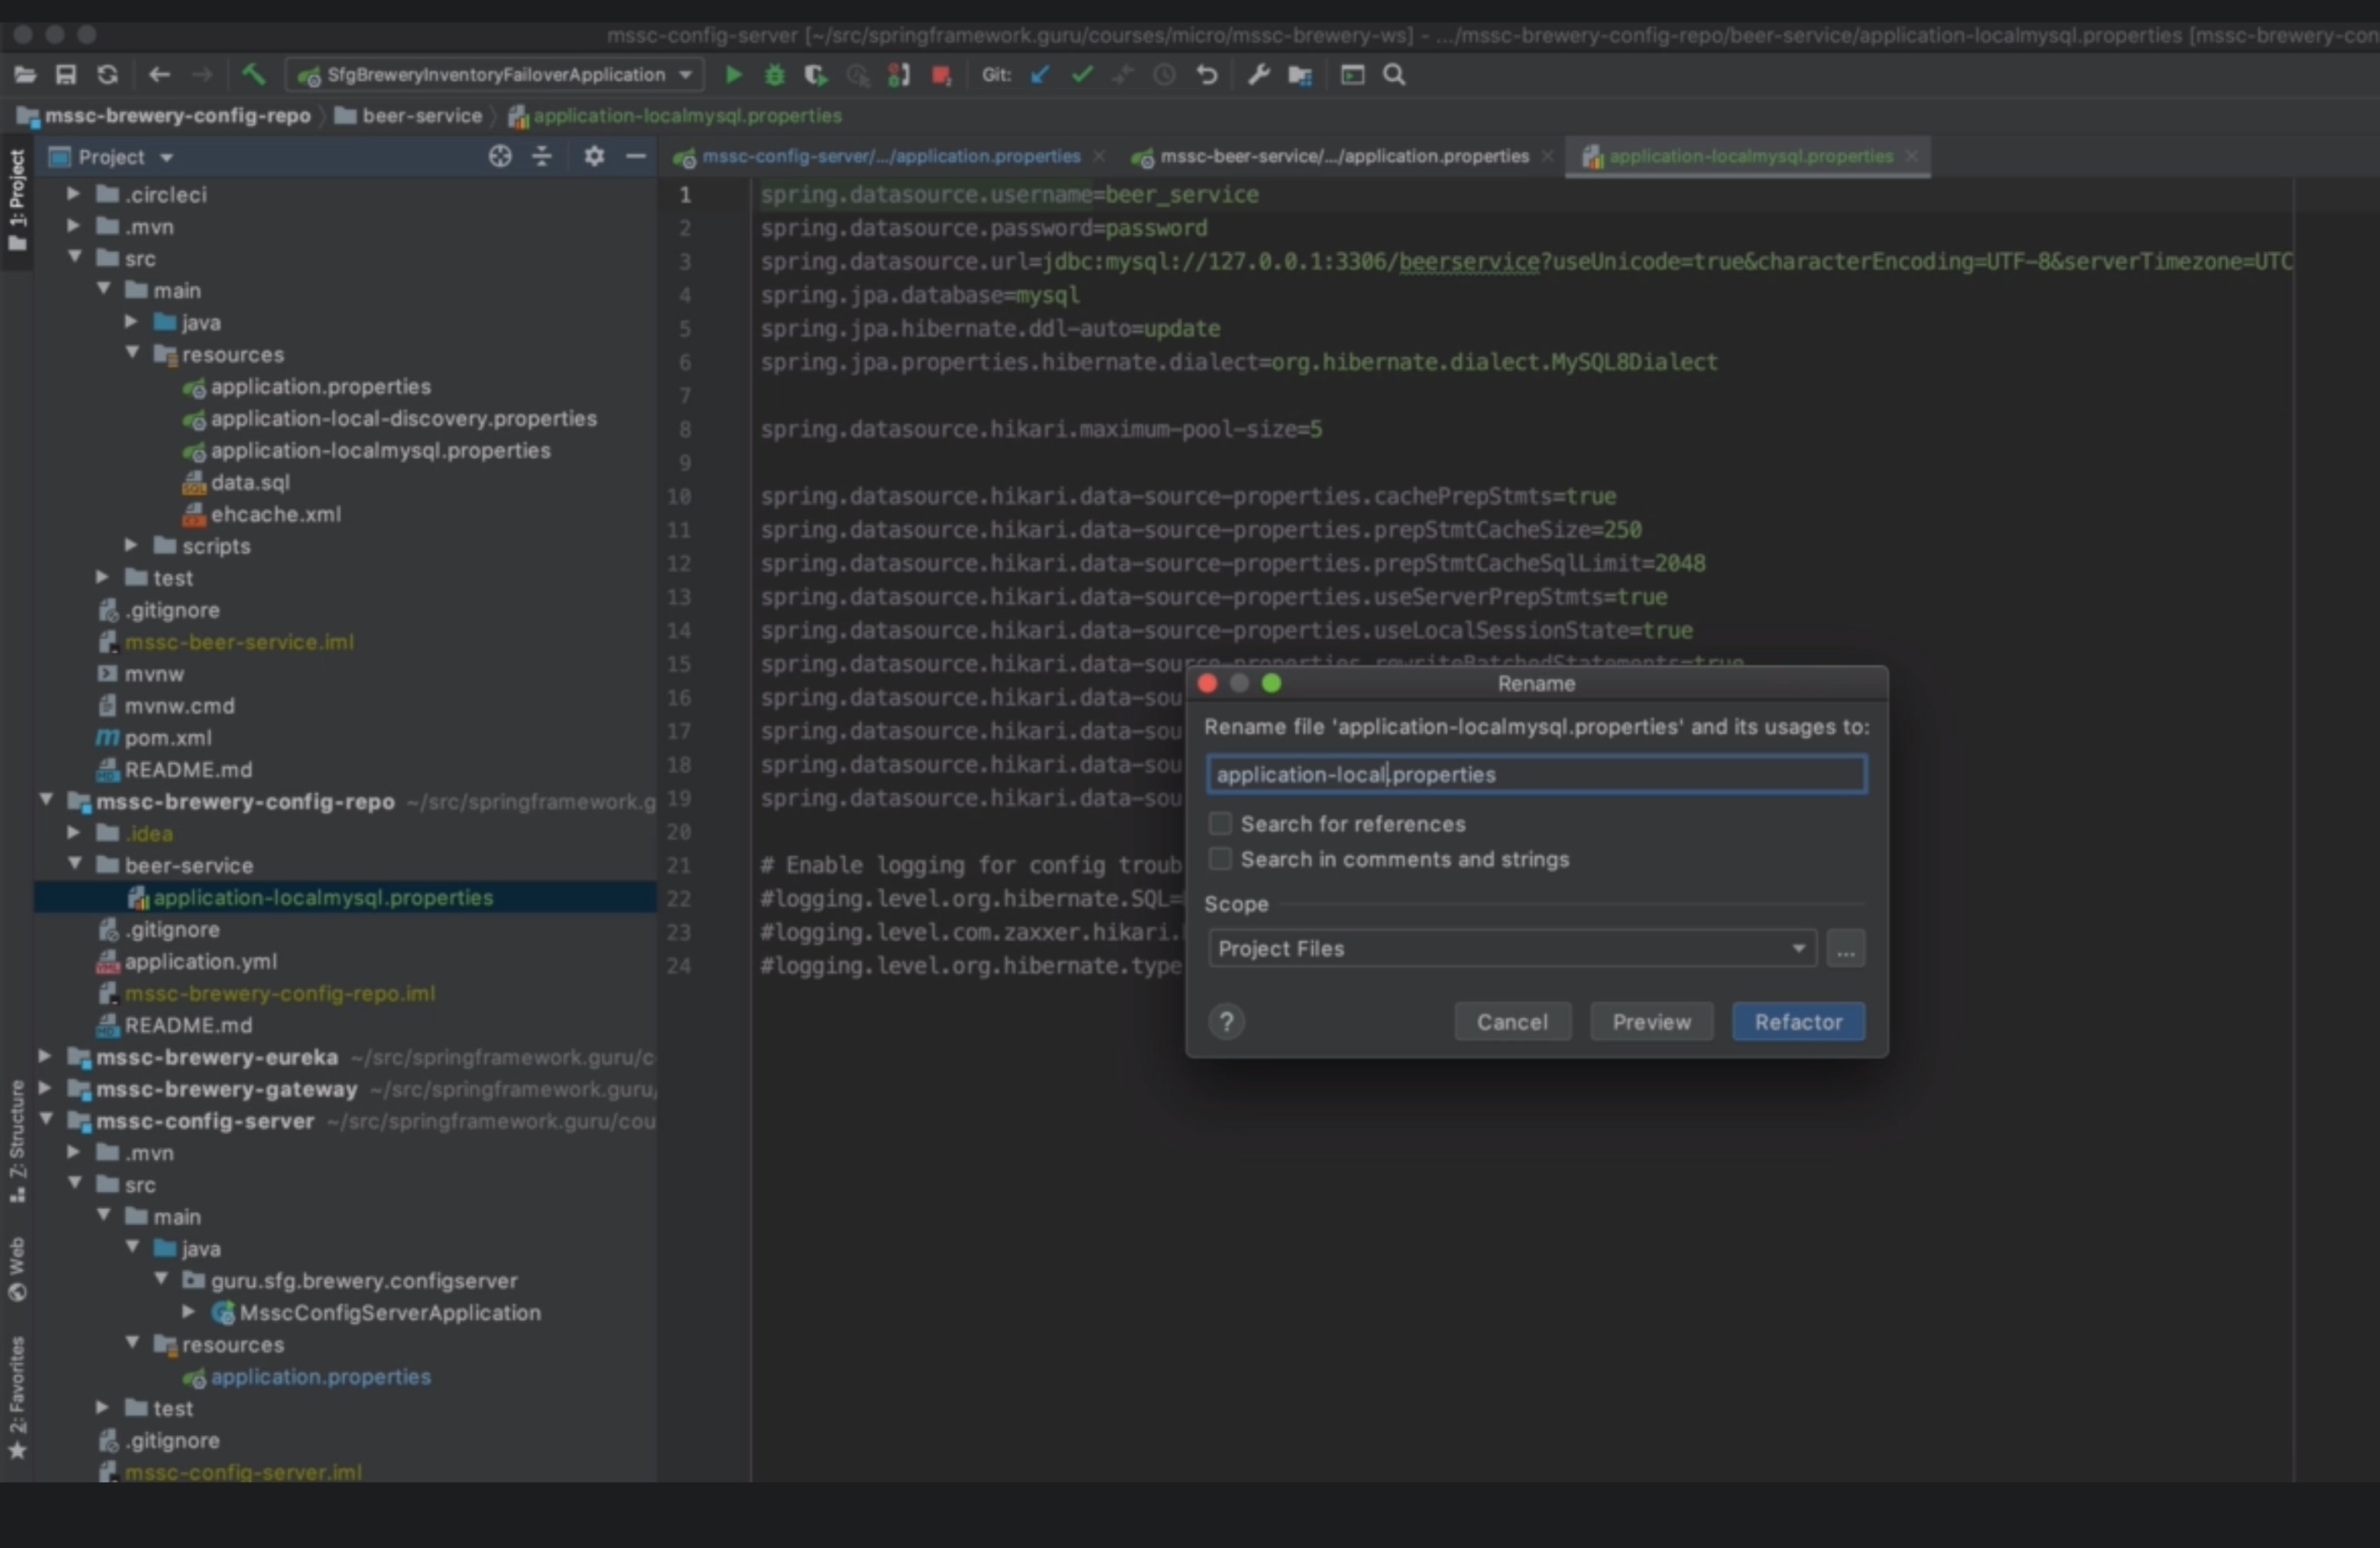 mssc-config-server [~/src/springframework.guru/courses/micro/mssc-brewery-ws] - .../mssc-brewery-config-repo/beer-service/application-localmysql.properties [mssc-brewery-con
SfgBreweryInventoryFailoverApplication
Git:
mssc-brewery-config-repo
beer-service
application-localmysql.properties
1: Project
Project
mssc-config-server/.../application.properties
mssc-beer-service/.../application.properties
application-localmysql.properties
.circleci
.mvn
src
main
java
resources
application.properties
application-local-discovery.properties
application-localmysql.properties
data.sql
ehcache.xml
scripts
test
.gitignore
mssc-beer-service.iml
mvnw
mvnw.cmd
pom.xml
README.md
mssc-brewery-config-repo ~/src/springframework.g
.idea
beer-service
application-localmysql.properties
.gitignore
application.yml
mssc-brewery-config-repo.iml
README.md
mssc-brewery-eureka ~/src/springframework.guru/c
mssc-brewery-gateway ~/src/springframework.guru/
mssc-config-server ~/src/springframework.guru/cou
.mvn
src
main
java
guru.sfg.brewery.configserver
MsscConfigServerApplication
resources
application.properties
test
.gitignore
mssc-config-server.iml
Z: Structure
Web
2: Favorites
1 spring.datasource.username=beer_service
2 spring.datasource.password=password
3 spring.datasource.url=jdbc:mysql://127.0.0.1:3306/beerservice?useUnicode=true&characterEncoding=UTF-8&serverTimezone=UTC
4 spring.jpa.database=mysql
5 spring.jpa.hibernate.ddl-auto=update
6 spring.jpa.properties.hibernate.dialect=org.hibernate.dialect.MySQL8Dialect
7
8 spring.datasource.hikari.maximum-pool-size=5
9
10 spring.datasource.hikari.data-source-properties.cachePrepStmts=true
11 spring.datasource.hikari.data-source-properties.prepStmtCacheSize=250
12 spring.datasource.hikari.data-source-properties.prepStmtCacheSqlLimit=2048
13 spring.datasource.hikari.data-source-properties.useServerPrepStmts=true
14 spring.datasource.hikari.data-source-properties.useLocalSessionState=true
15 spring.datasource.hikari.data-source-properties.rewriteBatchedStatements=true
16 spring.datasource.hikari.data-sou
17 spring.datasource.hikari.data-sou
18 spring.datasource.hikari.data-sou
19 spring.datasource.hikari.data-sou
20
21 # Enable logging for config troub
22 #logging.level.org.hibernate.SQL=
23 #logging.level.com.zaxxer.hikari.
24 #logging.level.org.hibernate.type
Rename
Rename file 'application-localmysql.properties' and its usages to:
application-local.properties
Search for references
Search in comments and strings
Scope
Project Files
...
?
Cancel
Preview
Refactor